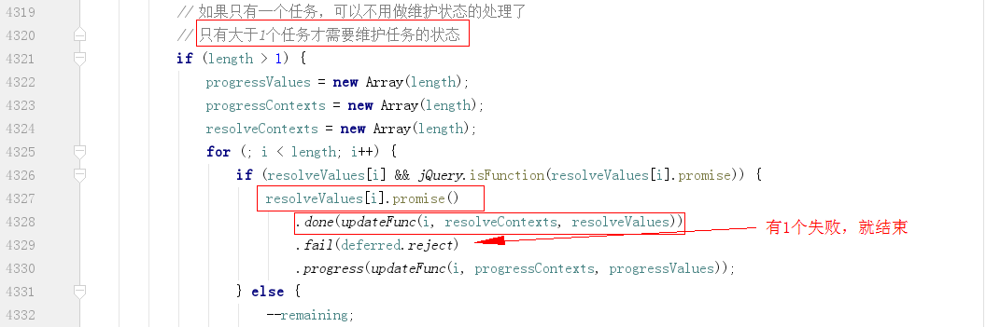 4319 // 如果只有一个任务，可以不用做维护状态的处理了
4320 // 只有大于1个任务才需要维护任务的状态
4321 if (length > 1) {
4322 progressValues = new Array(length);
4323 progressContexts = new Array(length);
4324 resolveContexts = new Array(length);
4325 for (; i < length; i++) {
4326 if (resolveValues[i] && jQuery.isFunction(resolveValues[i].promise)) {
4327 resolveValues[i].promise()
4328 .done(updateFunc(i, resolveContexts, resolveValues))
4329 .fail(deferred.reject) 有1个失败，就结束
4330 .progress(updateFunc(i, progressContexts, progressValues));
4331 } else {
4332 --remaining;